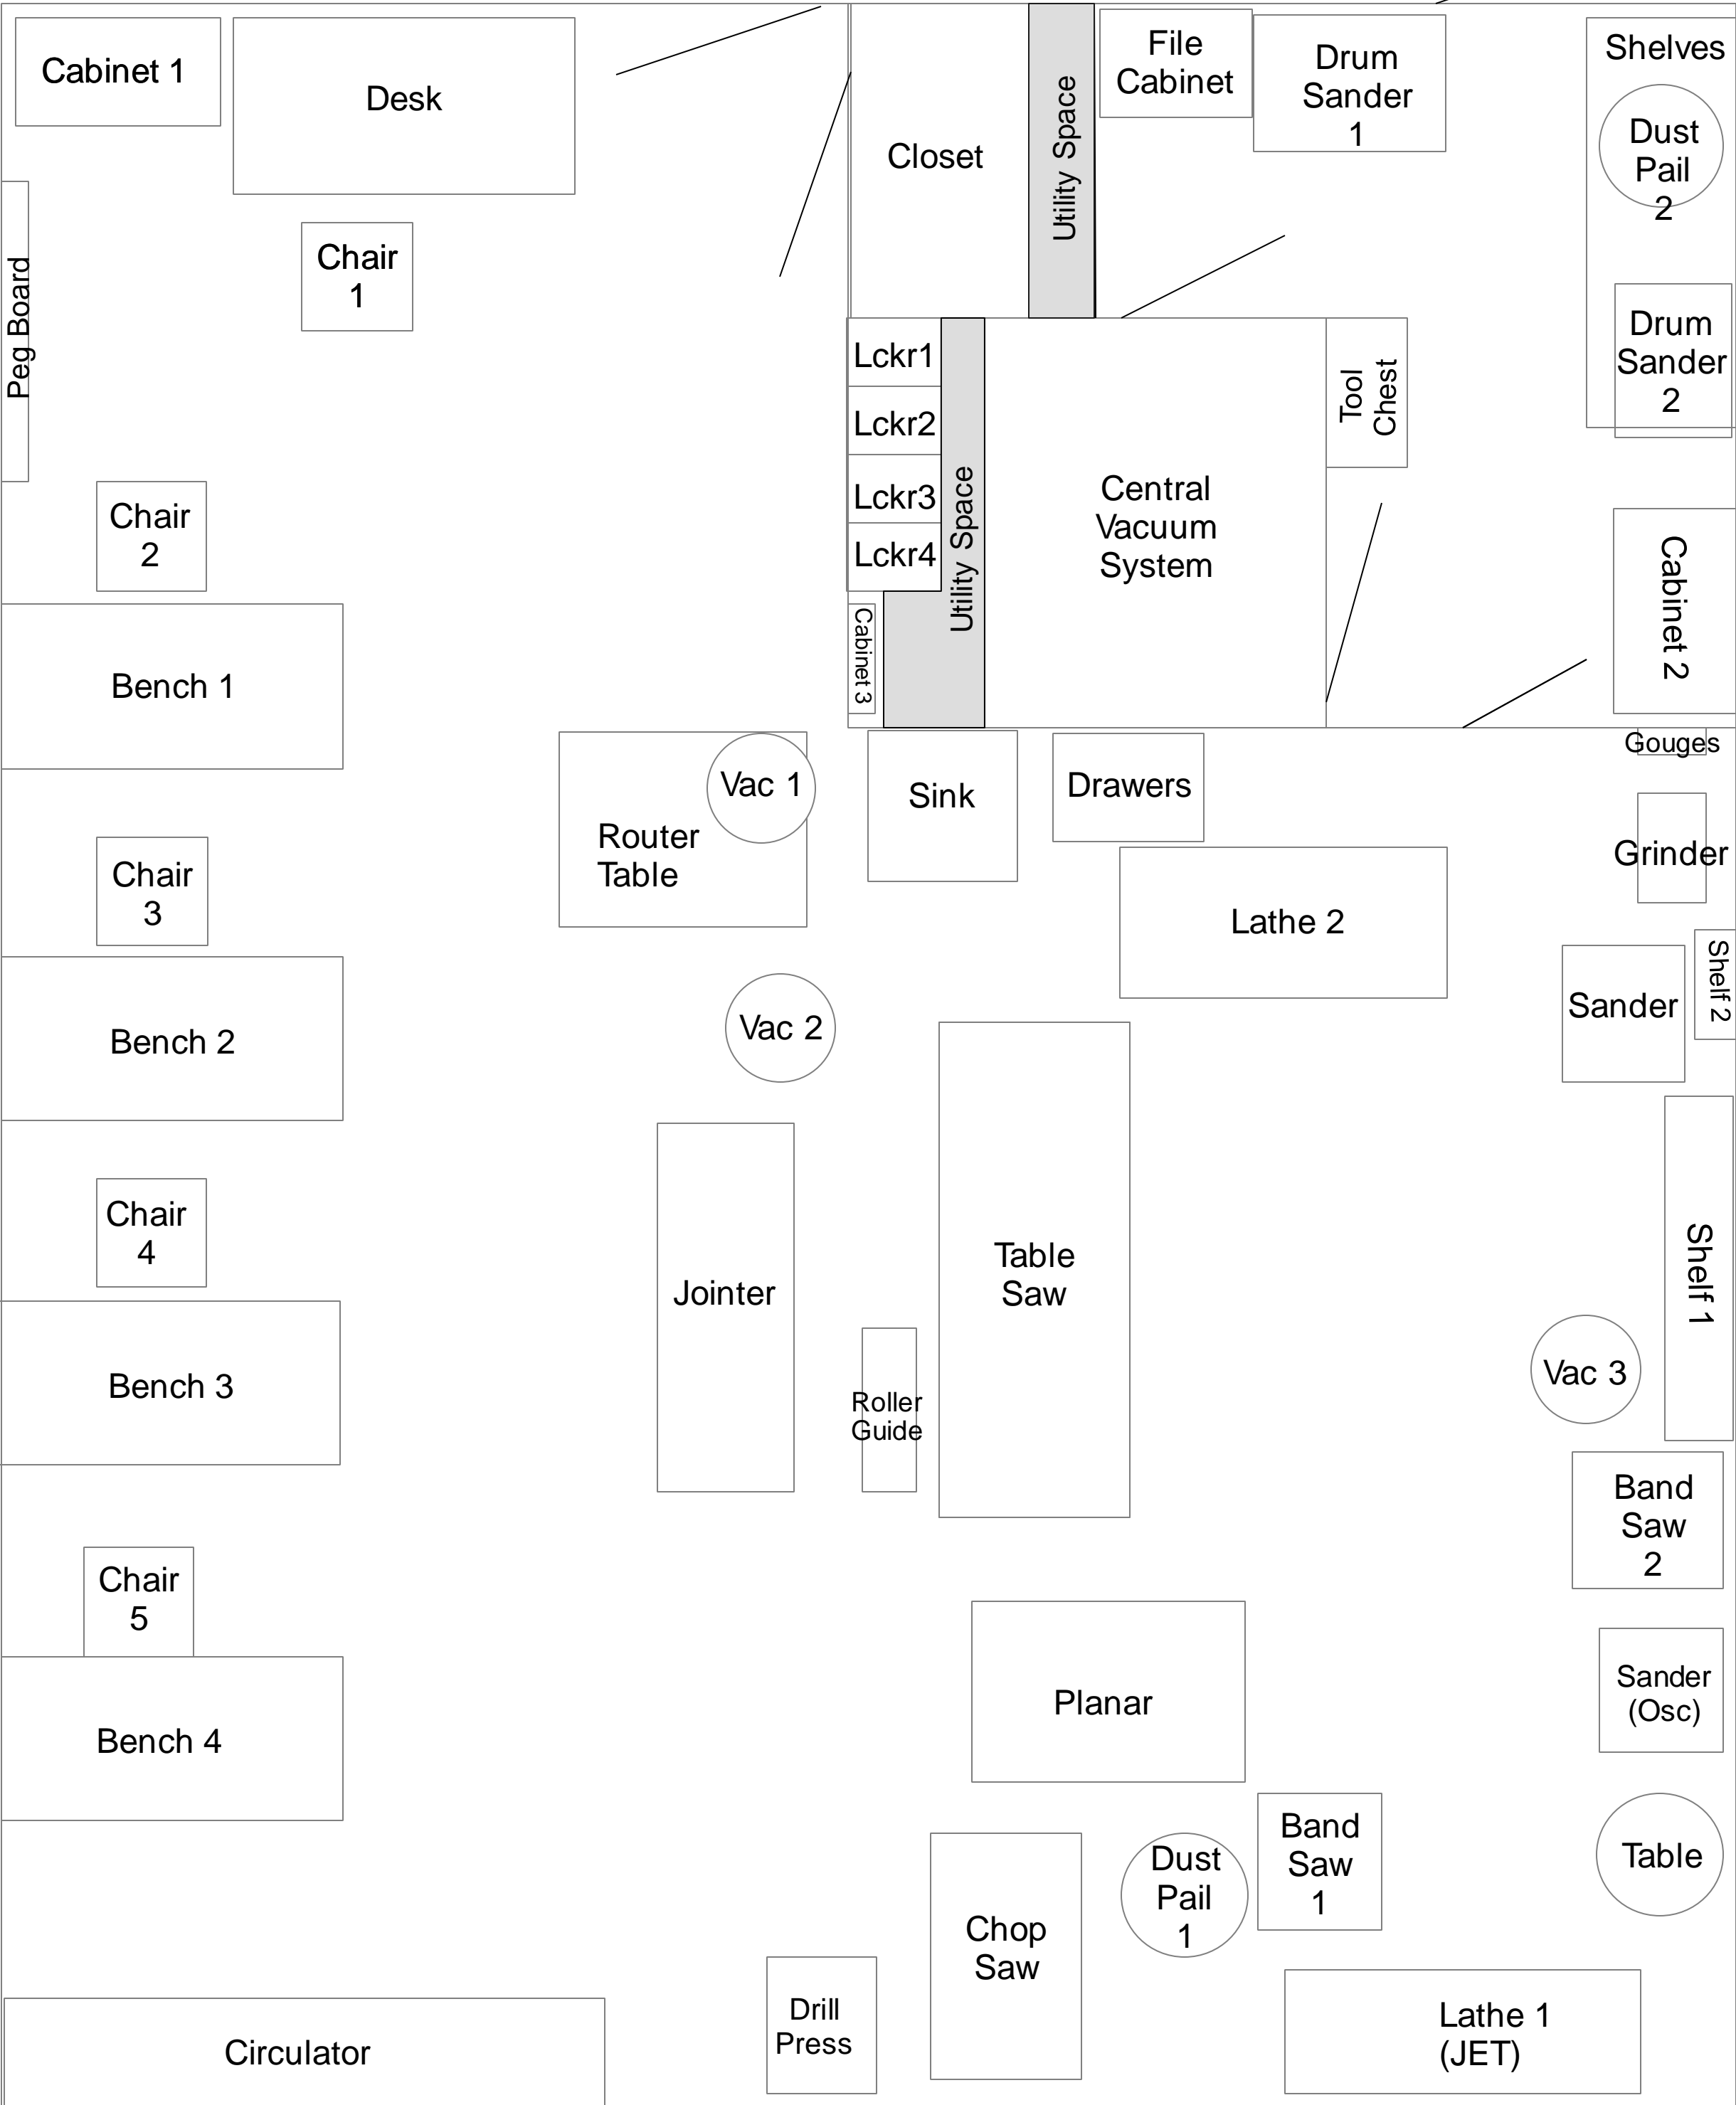 Cabinet 1
Desk
Closet
Utility Space
File
Cabinet
Drum
Sander
1
Shelves
Dust
Pail
2
Peg Board
Chair
1
Lckr1
Lckr2
Lckr3
Lckr4
Utility Space
Central
Vacuum
System
Tool
Chest
Drum
Sander
2
Chair
2
Cabinet 2
Bench 1
Cabinet 3
Router
Table
Vac 1
Sink
Drawers
Gouges
Grinder
Chair
3
Lathe 2
Shelf 2
Sander
Bench 2
Vac 2
Chair
4
Jointer
Table
Saw
Shelf 1
Bench 3
Roller
Guide
Vac 3
Band
Saw
2
Chair
5
Planar
Sander
(Osc)
Bench 4
Chop
Saw
Dust
Pail
1
Band
Saw
1
Table
Circulator
Drill
Press
Lathe 1
(JET)